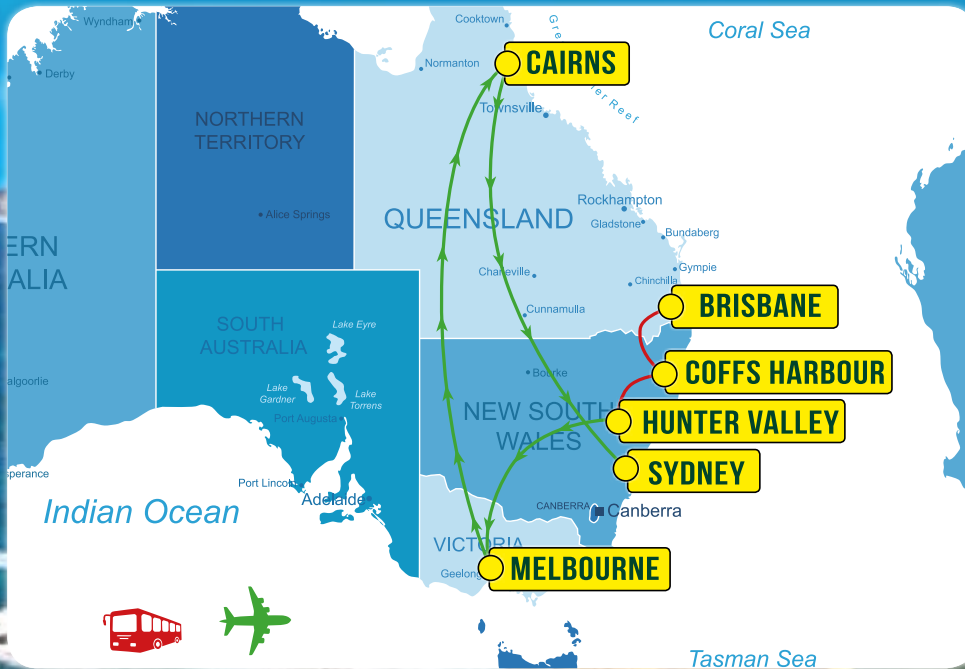 Cooktown
Wyndham
Coral Sea
CAIRNS
Normanton
Derby
Townsville
NORTHERN
TERRITORY
Rockhampton
Alice Springs
QUEENSLAND
Gladstone
Bundaberg
ERN
ALIA
Gympie
Charleville
Chinchilla
BRISBANE
Cunnamulla
SOUTH
AUSTRALIA
Lake Eyre
Bourke
COFFS HARBOUR
algoorlie
Lake
Gardner
Lake
Torrens
NEW SOUTH
WALES
HUNTER VALLEY
Port Augusta
SYDNEY
sperance
Port Lincoln
Adelaide
Indian Ocean
CANBERRA
Canberra
VICTORIA
Geelong
MELBOURNE
Tasman Sea